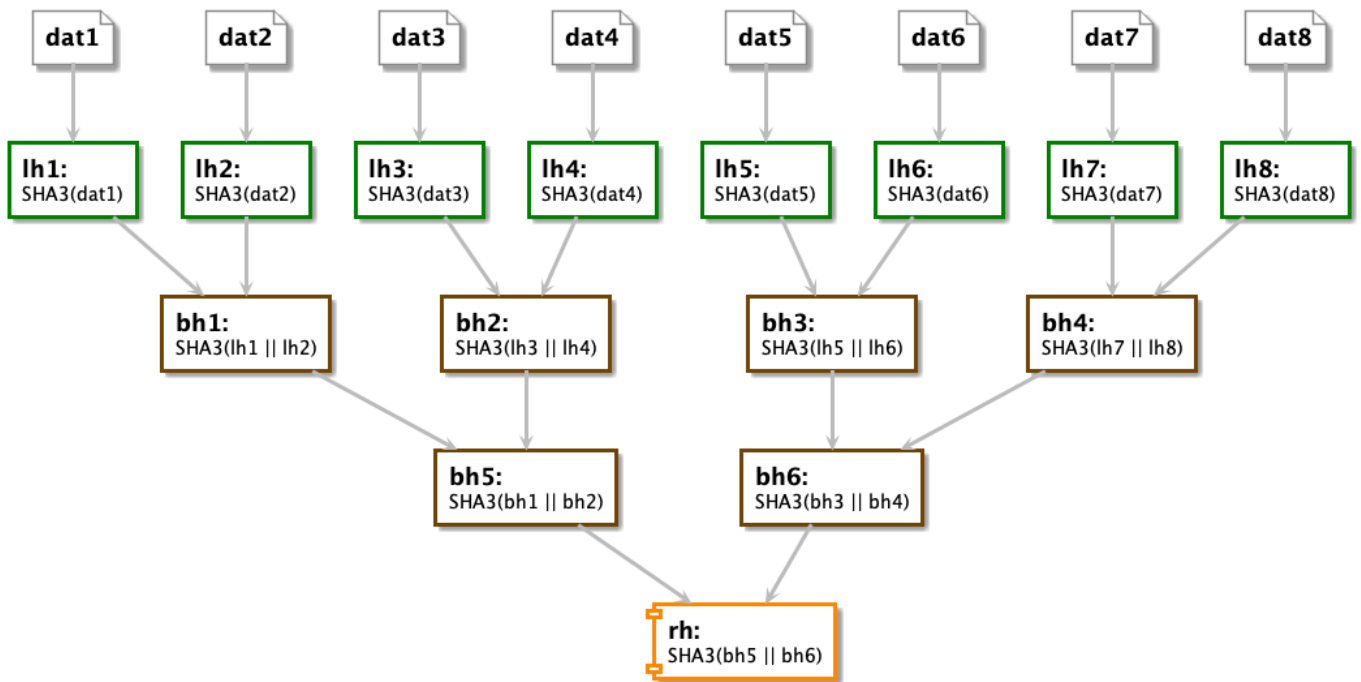 dat1
dat2
dat3
dat4
dat5
dat6
dat7
dat8
lh1:
SHA3(dat1)
lh2:
SHA3(dat2)
lh3:
SHA3(dat3)
lh4:
SHA3(dat4)
lh5:
SHA3(dat5)
lh6:
SHA3(dat6)
lh7:
SHA3(dat7)
lh8:
SHA3(dat8)
bh1:
SHA3(lh1 || lh2)
bh2:
SHA3(lh3 || lh4)
bh3:
SHA3(lh5 || lh6)
bh4:
SHA3(lh7 || lh8)
bh5:
SHA3(bh1 || bh2)
bh6:
SHA3(bh3 || bh4)
rh:
SHA3(bh5 || bh6)